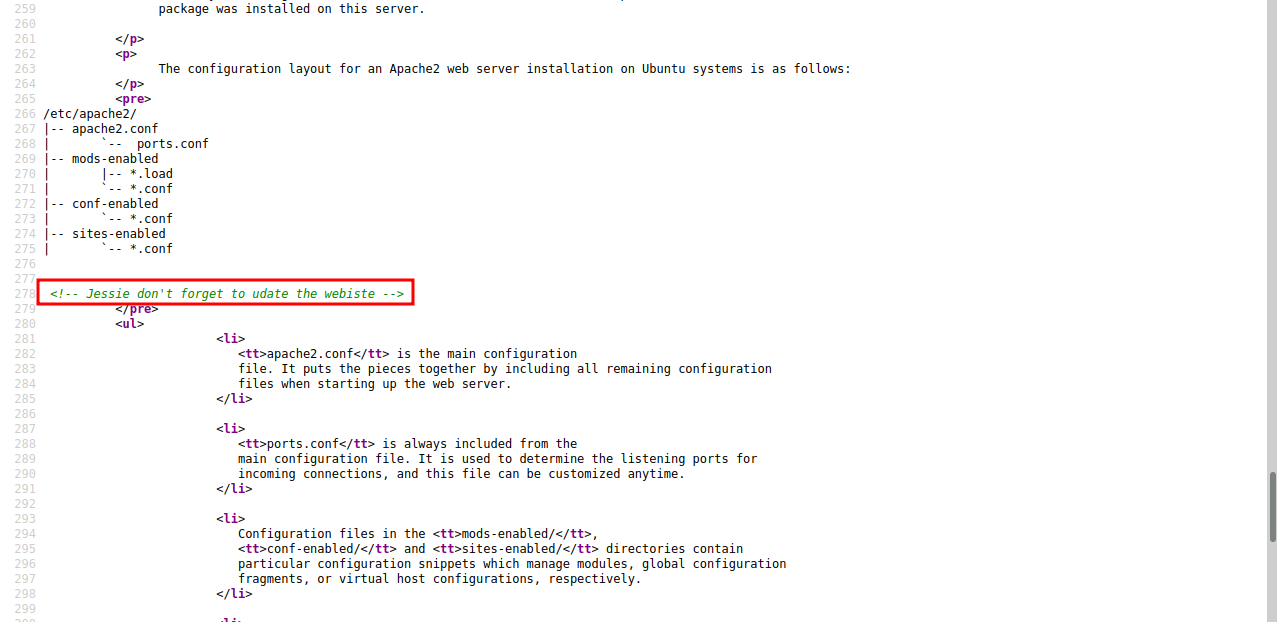 259                 package was installed on this server.
260
261           </p>
262           <p>
263                 The configuration layout for an Apache2 web server installation on Ubuntu systems is as follows:
264           </p>
265           <pre>
266 /etc/apache2/
267 |-- apache2.conf
268 |       `--  ports.conf
269 |-- mods-enabled
270 |       |-- *.load
271 |       `-- *.conf
272 |-- conf-enabled
273 |       `-- *.conf
274 |-- sites-enabled
275 |       `-- *.conf
276
277
278  <!-- Jessie don't forget to udate the webiste -->
279           </pre>
280           <ul>
281                         <li>
282                            <tt>apache2.conf</tt> is the main configuration
283                            file. It puts the pieces together by including all remaining configuration
284                            files when starting up the web server.
285                         </li>
286
287                         <li>
288                            <tt>ports.conf</tt> is always included from the
289                            main configuration file. It is used to determine the listening ports for
290                            incoming connections, and this file can be customized anytime.
291                         </li>
292
293                         <li>
294                            Configuration files in the <tt>mods-enabled/</tt>,
295                            <tt>conf-enabled/</tt> and <tt>sites-enabled/</tt> directories contain
296                            particular configuration snippets which manage modules, global configuration
297                            fragments, or virtual host configurations, respectively.
298                         </li>
299